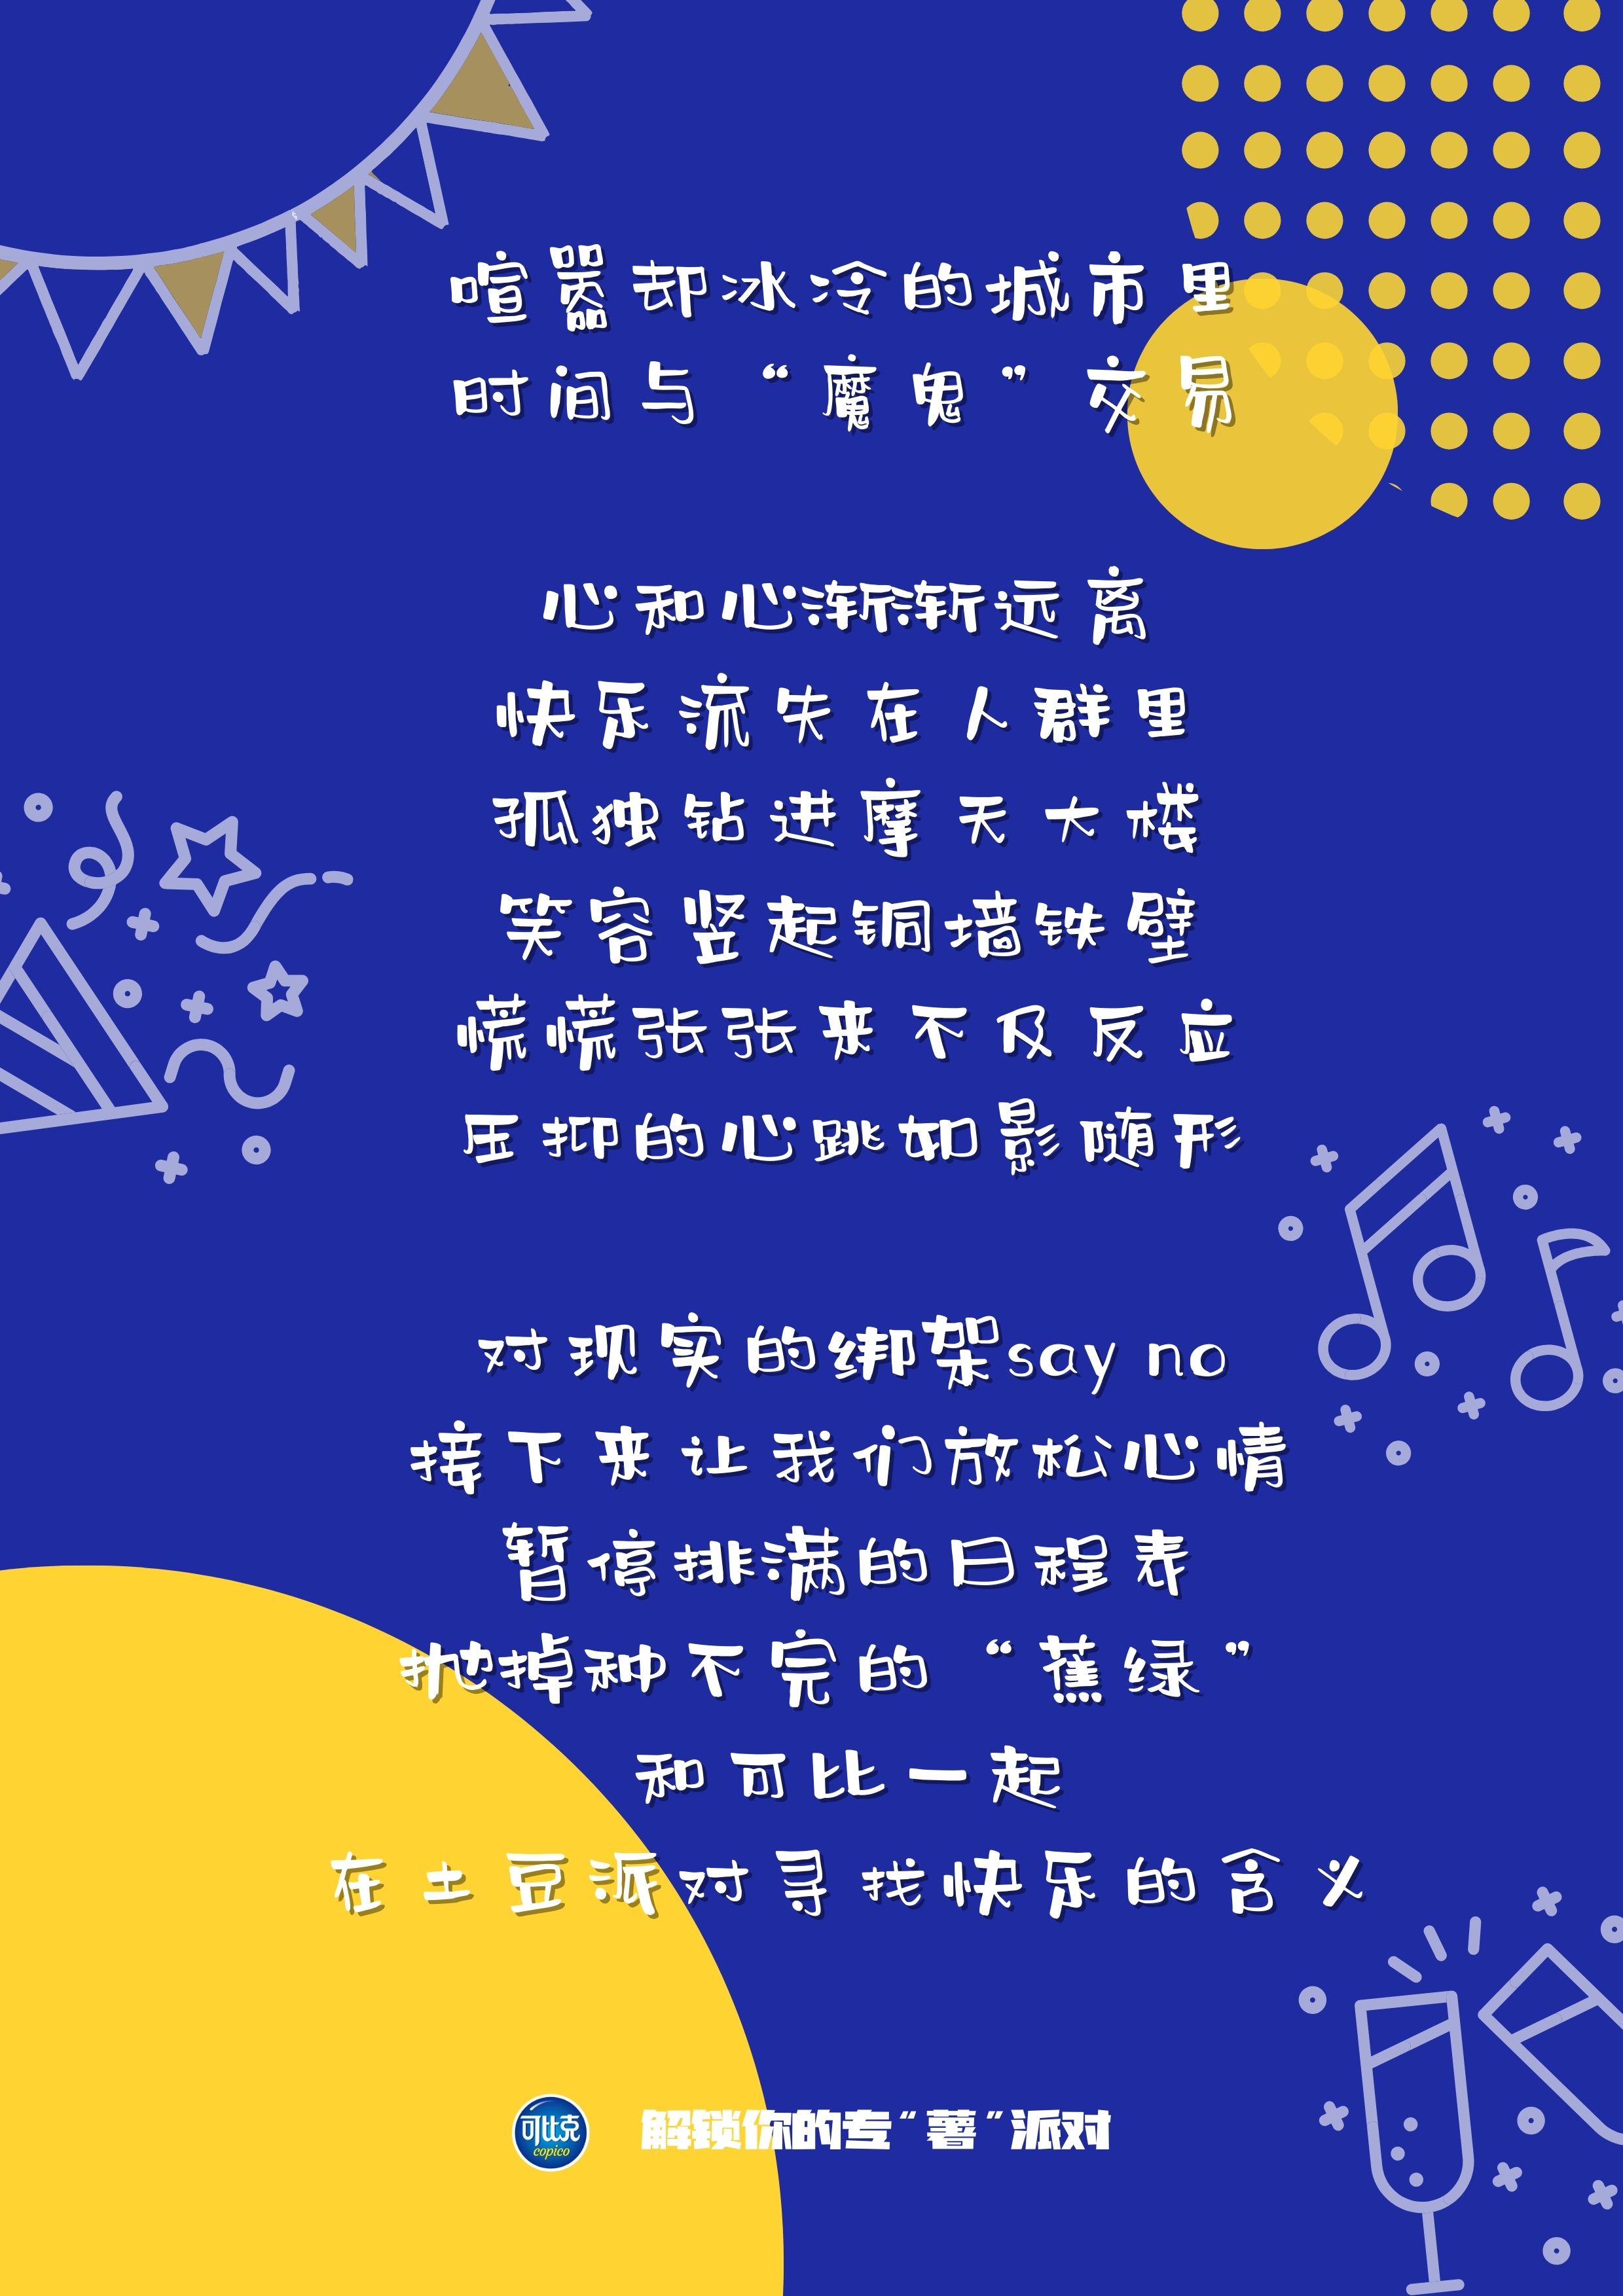 喧嚣却冰冷的城市里
时间与“魔鬼”交易
心和心渐渐远离
快乐流失在人群里
孤独钻进摩天大楼
笑容竖起铜墙铁壁
慌慌张张来不及反应
压抑的心跳如影随形
对现实的绑架say no
接下来让我们放松心情
暂停排满的日程表
抛掉种不完的“蕉绿”
和可比一起
在土豆派对寻找快乐的含义
可比克
copico
解锁你的专“薯”派对